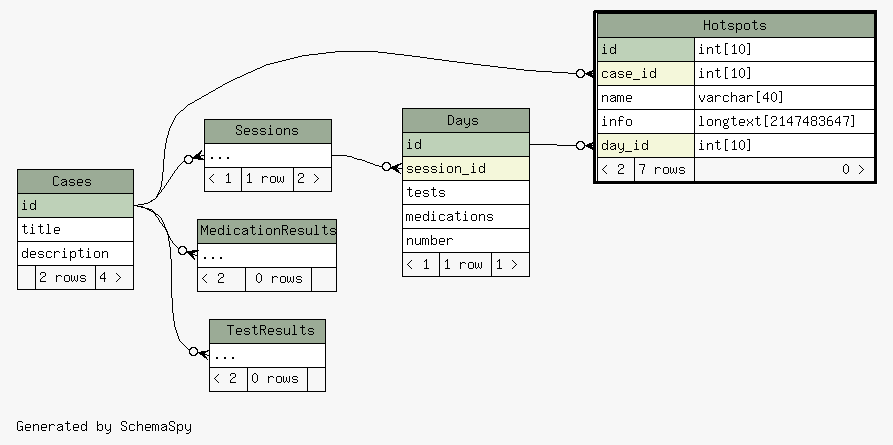 Hotspots
id int[10]
case_id int[10]
name varchar[40]
info longtext[2147483647]
day_id int[10]
< 2 7 rows 0 >
Sessions
...
< 1 1 row 2 >
Days
id
session_id
tests
medications
number
< 1 1 row 1 >
Cases
id
title
description
2 rows 4 >
MedicationResults
...
< 2 0 rows
TestResults
...
< 2 0 rows
Generated by SchemaSpy